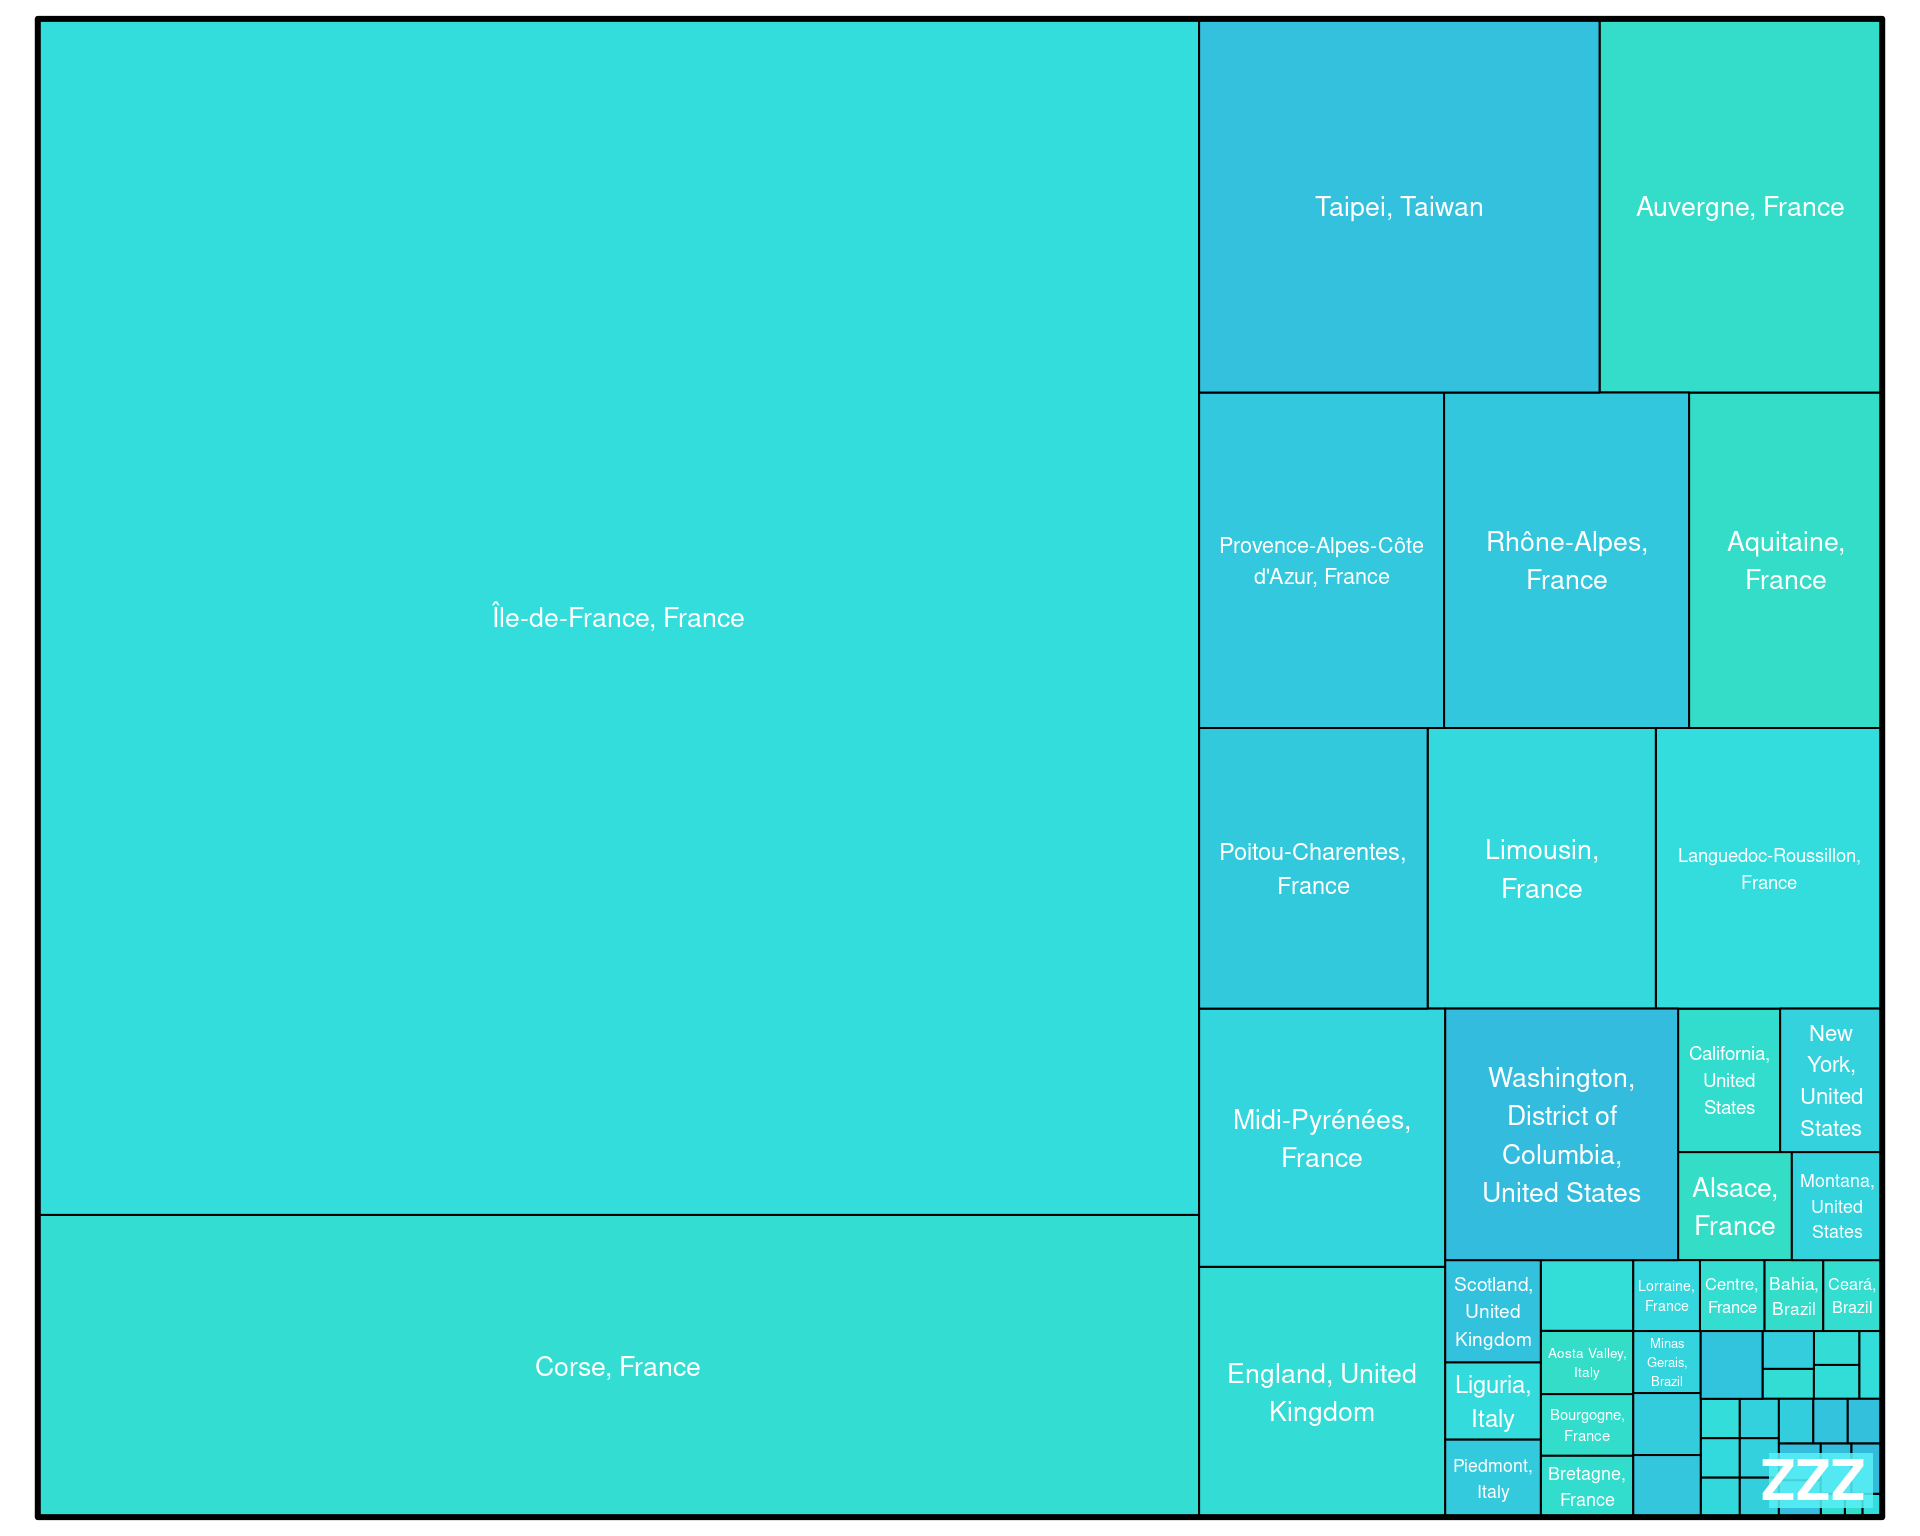 Île-de-France, France
Corse, France
Taipei, Taiwan
Auvergne, France
Provence-Alpes-Côte
d'Azur, France
Rhône-Alpes,
France
Aquitaine,
France
Poitou-Charentes,
France
Limousin,
France
Languedoc-Roussillon,
France
Midi-Pyrénées,
France
England, United
Kingdom
Washington,
District of
Columbia,
United States
California,
United
States
New
York,
United
States
Alsace,
France
Montana,
United
States
Scotland,
United
Kingdom
Liguria,
Italy
Piedmont,
Italy
Aosta Valley,
Italy
Bourgogne,
France
Bretagne,
France
Lorraine,
France
Minas
Gerais,
Brazil
Centre,
France
Bahia,
Brazil
Ceará,
Brazil
ZZZ